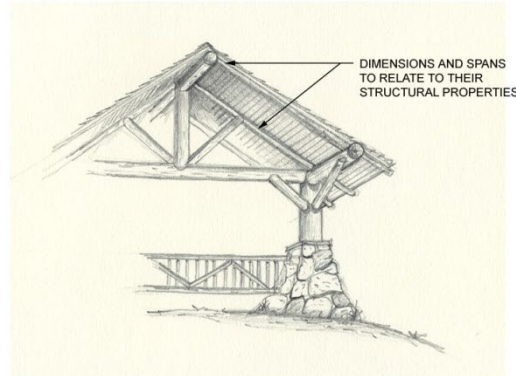 DIMENSIONS AND SPANS
TO RELATE TO THEIR
STRUCTURAL PROPERTIES